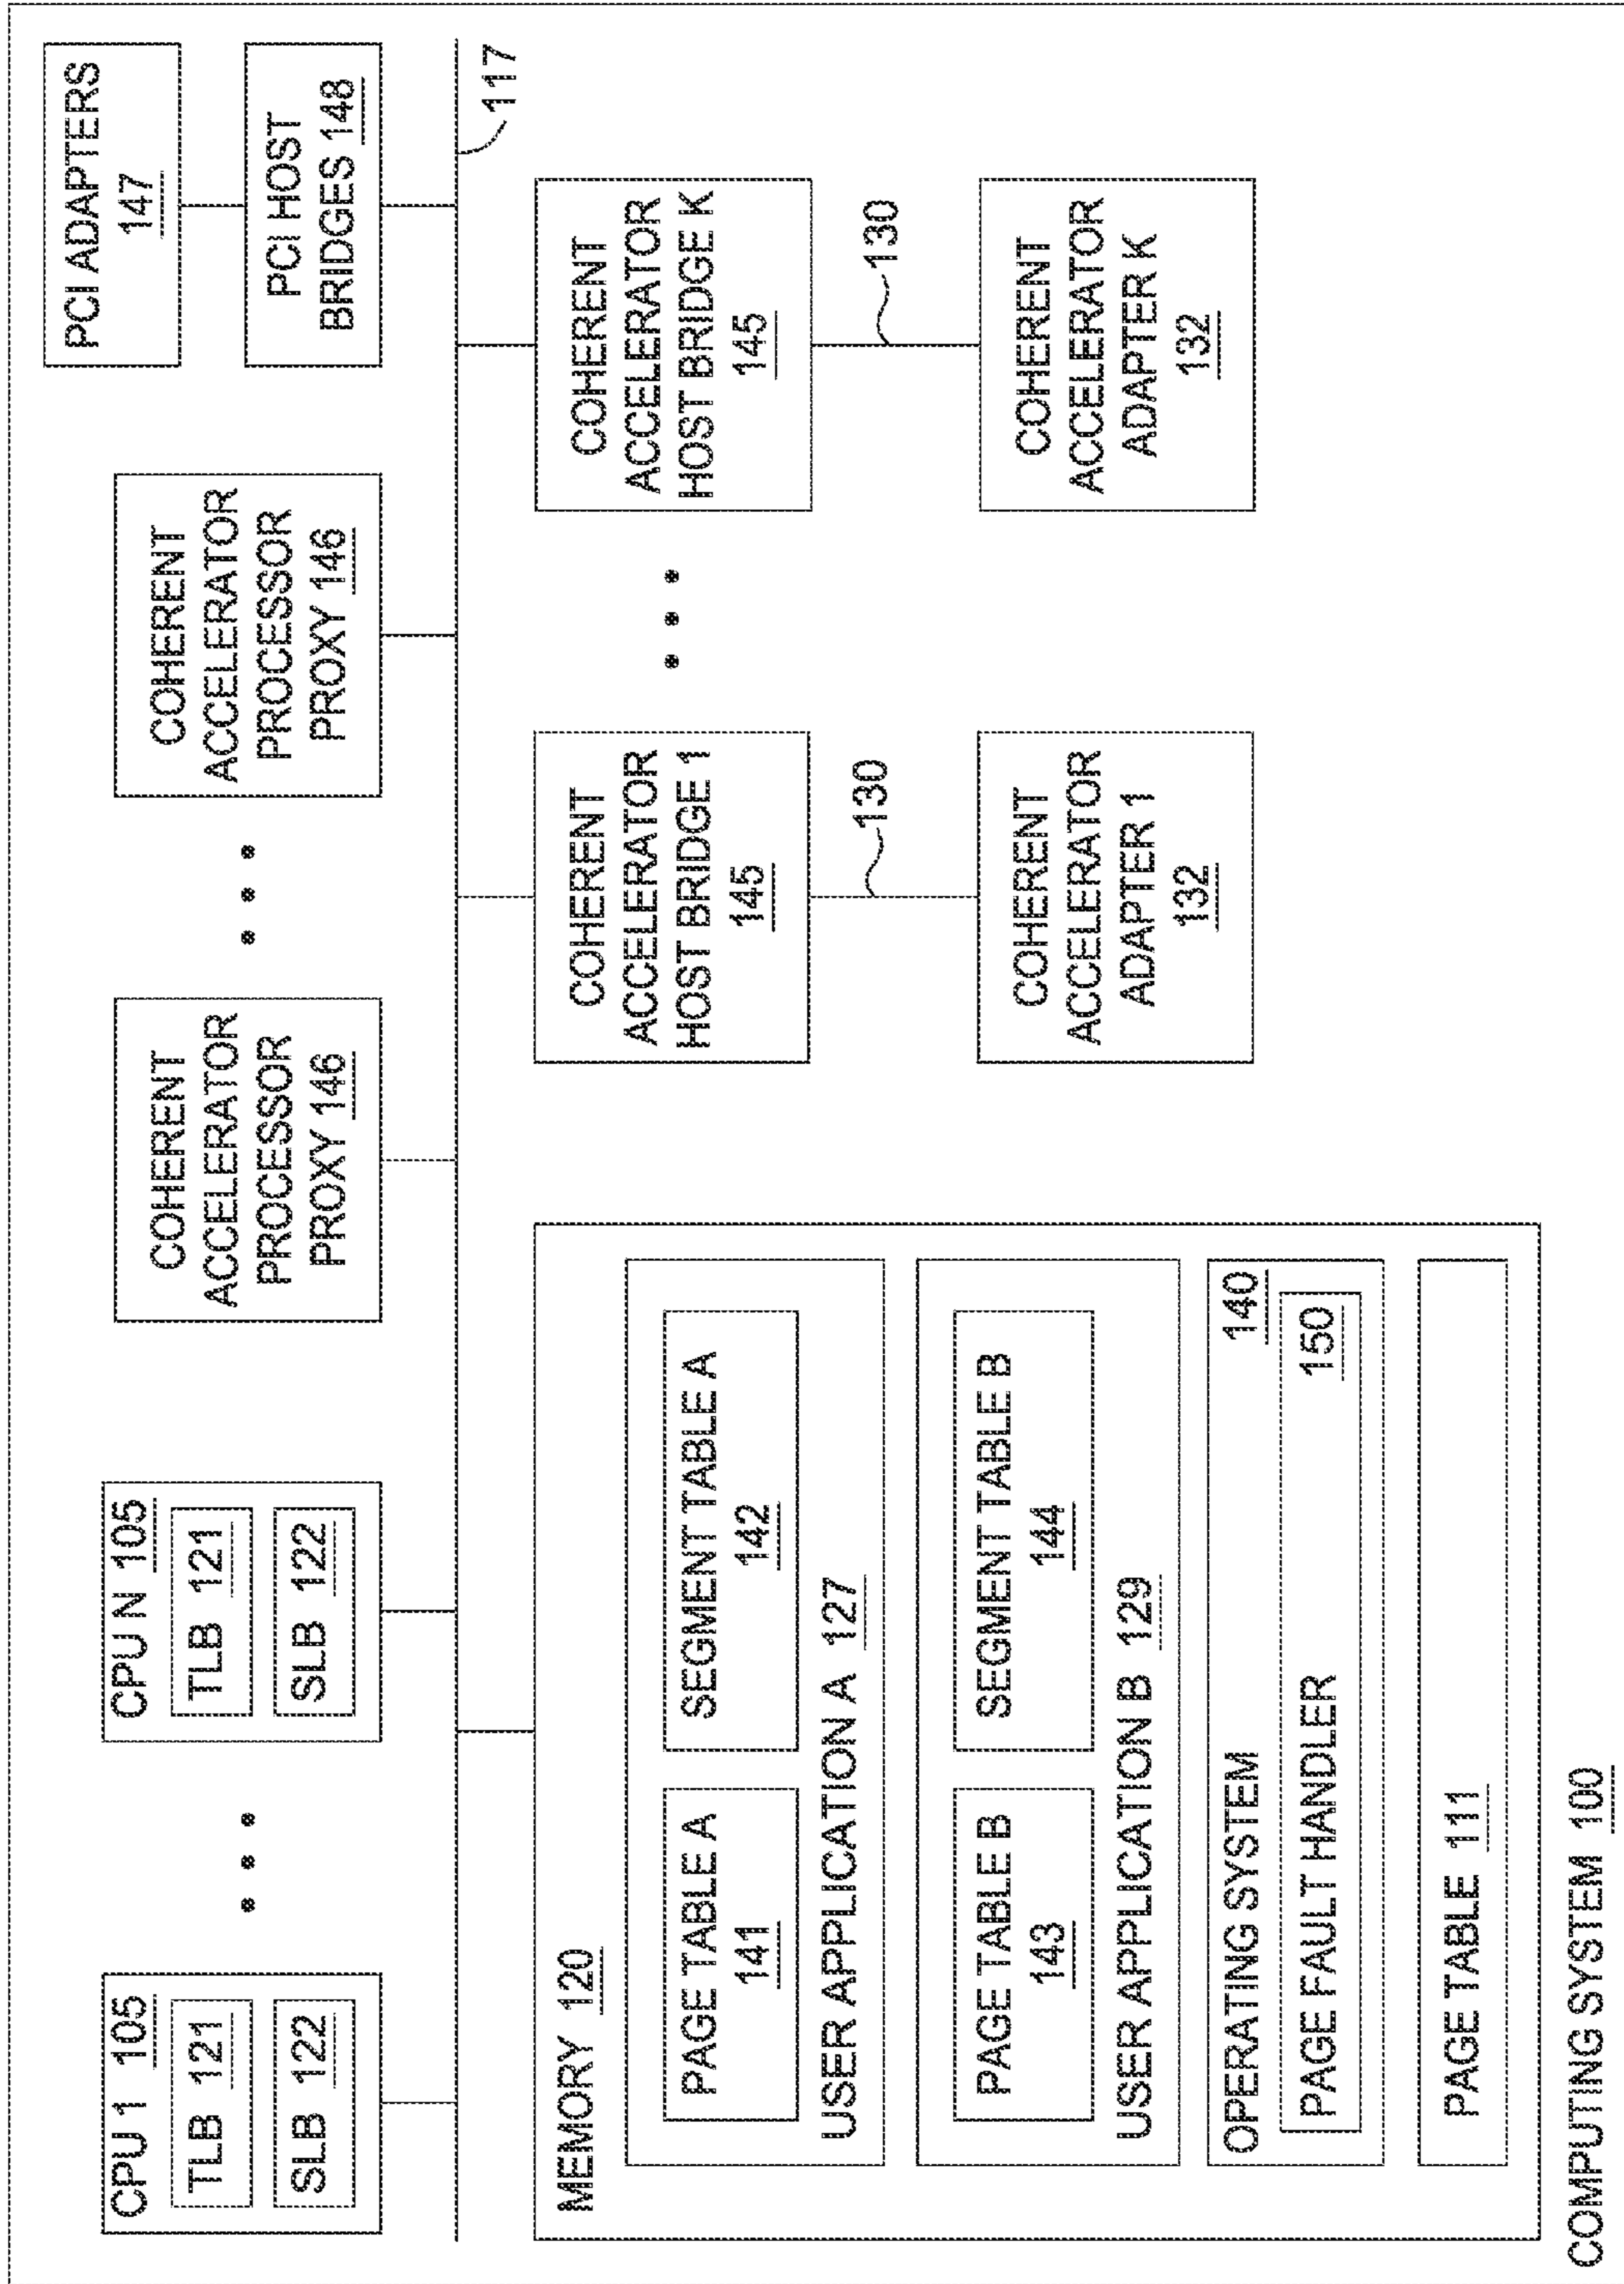 CPU 1 105
TLB 121
SLB 122
CPU N 105
TLB 121
SLB 122
COHERENT
ACCELERATOR
PROCESSOR
PROXY 146
COHERENT
ACCELERATOR
PROCESSOR
PROXY 146
PCI ADAPTERS
147
PCI HOST
BRIDGES 148
117
MEMORY 120
PAGE TABLE A
141
SEGMENT TABLE A
142
USER APPLICATION A 127
PAGE TABLE B
143
SEGMENT TABLE B
144
USER APPLICATION B 129
OPERATING SYSTEM
140
PAGE FAULT HANDLER
150
PAGE TABLE 111
COHERENT
ACCELERATOR
HOST BRIDGE 1
145
130
COHERENT
ACCELERATOR
ADAPTER 1
132
COHERENT
ACCELERATOR
HOST BRIDGE K
145
130
COHERENT
ACCELERATOR
ADAPTER K
132
COMPUTING SYSTEM 100